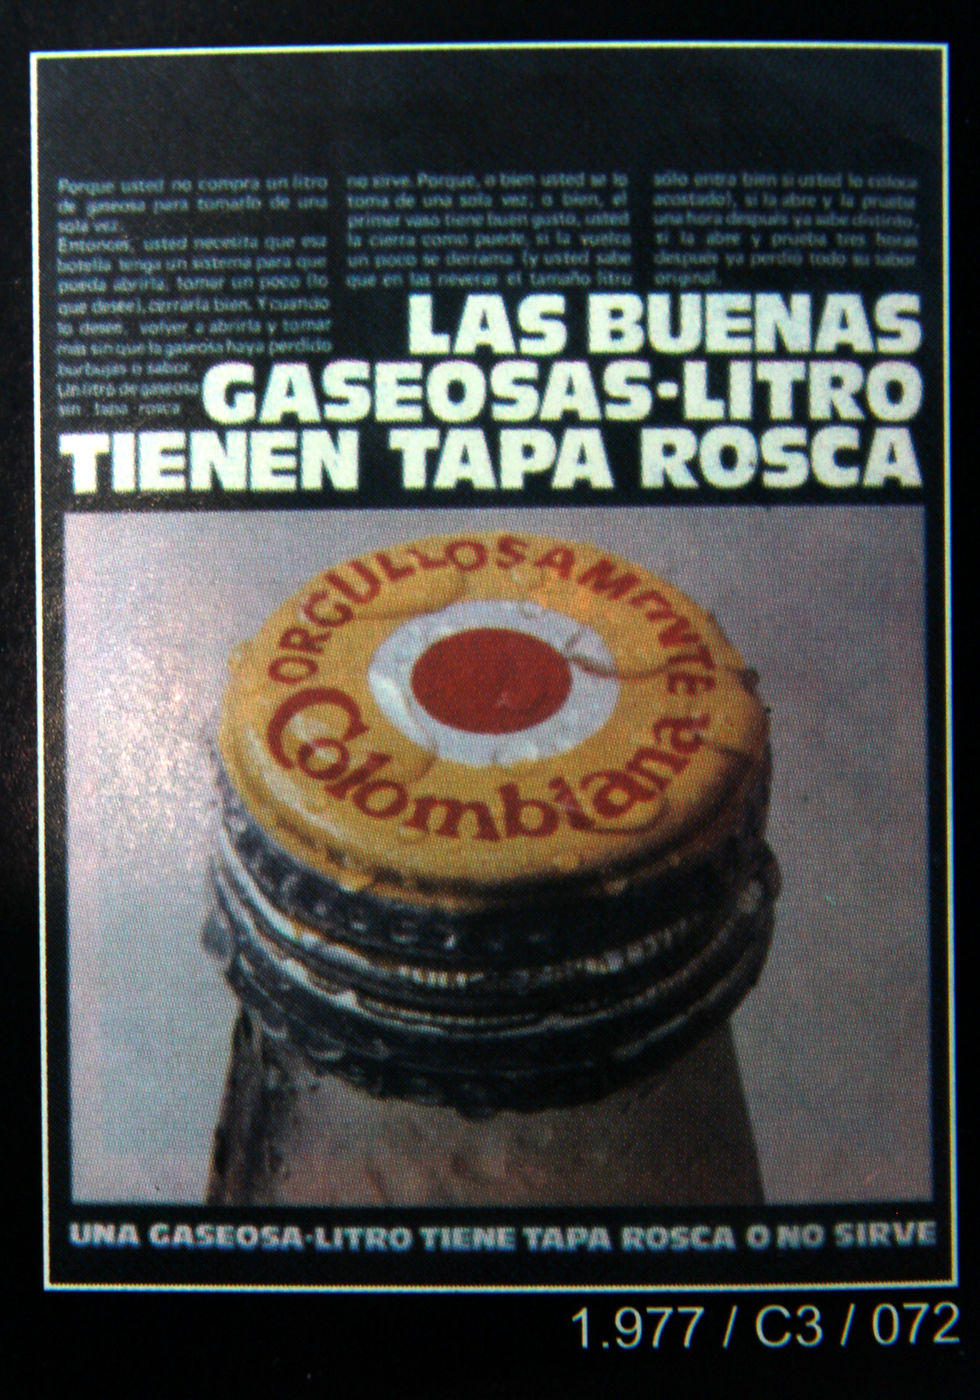 Porque usted no compra un litro
de gaseosa para tomarlo de una
sola vez.
Entonces, usted necesita que esa
botella tenga un sistema para que
pueda abrirla, tomar un poco (lo
que desee), cerrarla bien. Y cuando
lo desee, volver a abrirla y tomar
más sin que la gaseosa haya perdido
burbujas o sabor.
Un litro de gaseosa
sin tapa rosca
no sirve. Porque, o bien usted se lo
toma de una sola vez; o bien, el
primer vaso tiene buen gusto, usted
la cierra como puede, si la vuelca
un poco se derrama (y usted sabe
que en las neveras el tamaño litro
sólo entra bien si usted lo coloca
acostado), si la abre y la prueba
una hora después ya sabe distinto,
si la abre y prueba tres horas
después ya perdió todo su sabor
original.
LAS BUENAS
GASEOSAS-LITRO
TIENEN TAPA ROSCA
ORGULLOSAMENTE
Colombiana
UNA GASEOSA-LITRO TIENE TAPA ROSCA O NO SIRVE
1.977 / C3 / 072